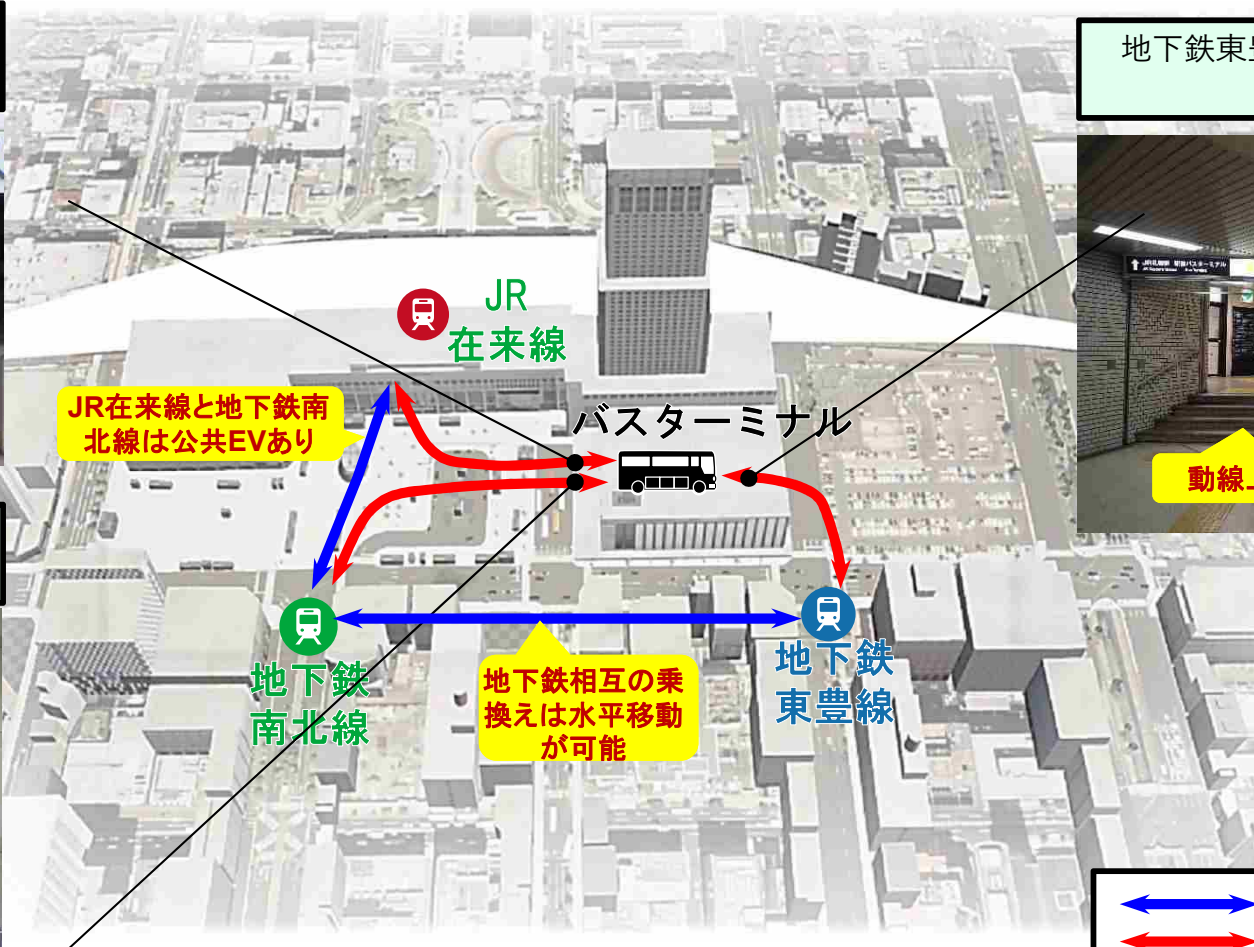 地下鉄東
JR
在来線
JR在来線と地下鉄南
北線は公共EVあり
バスターミナル
動線上
地下鉄
南北線
地下鉄相互の乗
換えは水平移動
が可能
地下鉄
東豊線